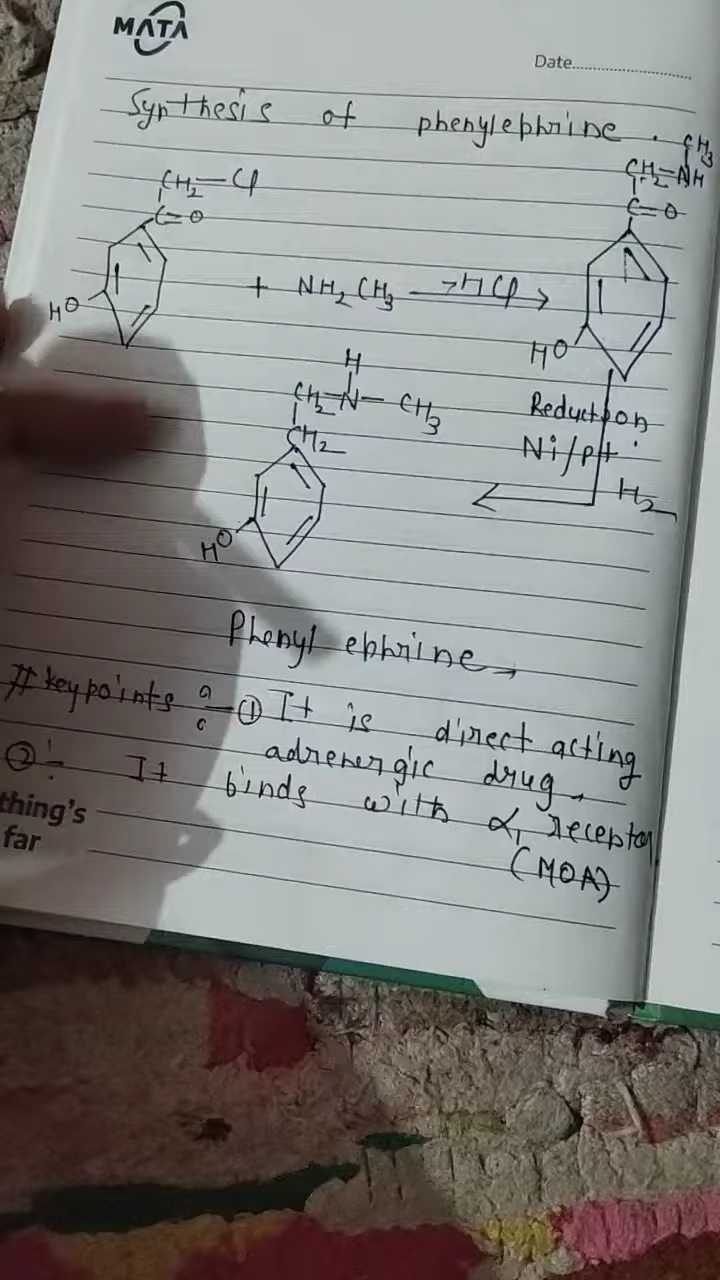 MATA
Date
Synthesis of phenylephrine.
CH2—Cl
C=O
HO
+ NH2CH3 -HCl
CH3
CH2—NH
C=O
HO
Reduction
Ni/pt
H2
H
CH2—N—CH3
CH2
HO
Phenyl ephrine
# keypoints ① It is direct acting
adrenergic drug
② It binds with α1 receptor
(MOA)
thing's
far